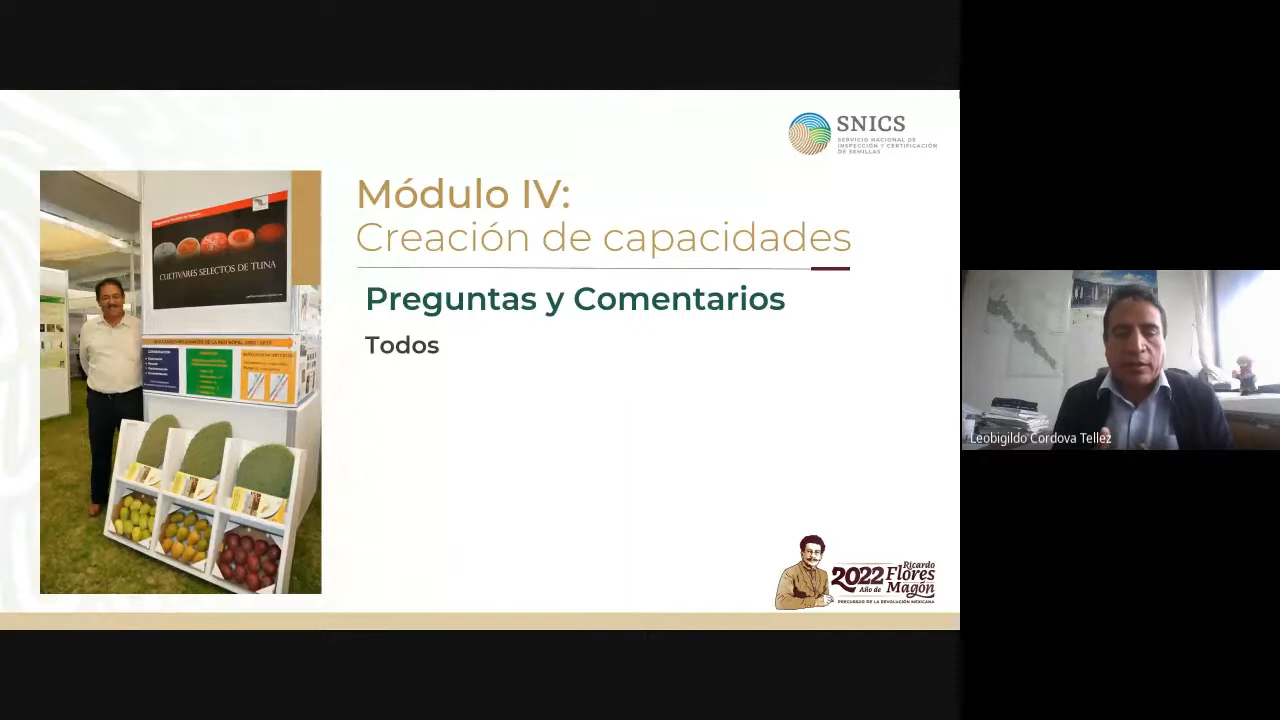 SNICS
SERVICIO NACIONAL DE
INSPECCIÓN Y CERTIFICACIÓN
DE SEMILLAS
Módulo IV:
Creación de capacidades
Preguntas y Comentarios
Todos
CULTIVARES SELECTOS DE TUNA
2022
Año de
Ricardo
Flores
Magón
PRECURSOR DE LA REVOLUCIÓN MEXICANA
Leobigildo Cordova Tellez